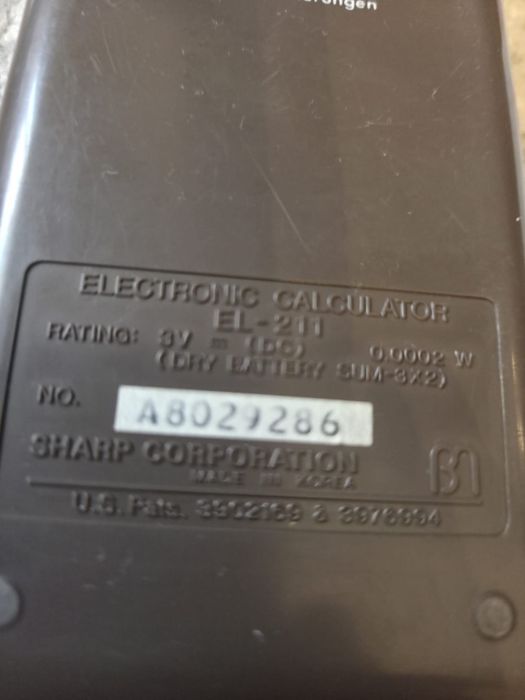 ELECTRONIC CALCULATOR
EL-211
RATING: 3V ⎓ (DC) 0.0002 W
(DRY BATTERY SUM-3X2)
NO. A8029286
SHARP CORPORATION
MADE IN KOREA
U.S. Pats. & 3976994